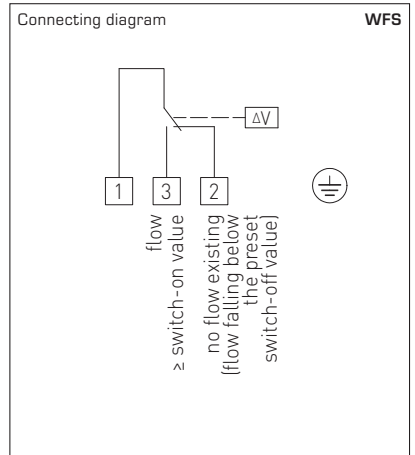 Connecting diagram WFS
ΔV
1 3 2
flow
≥ switch-on value
no flow existing
(flow falling below
the preset
switch-off value)